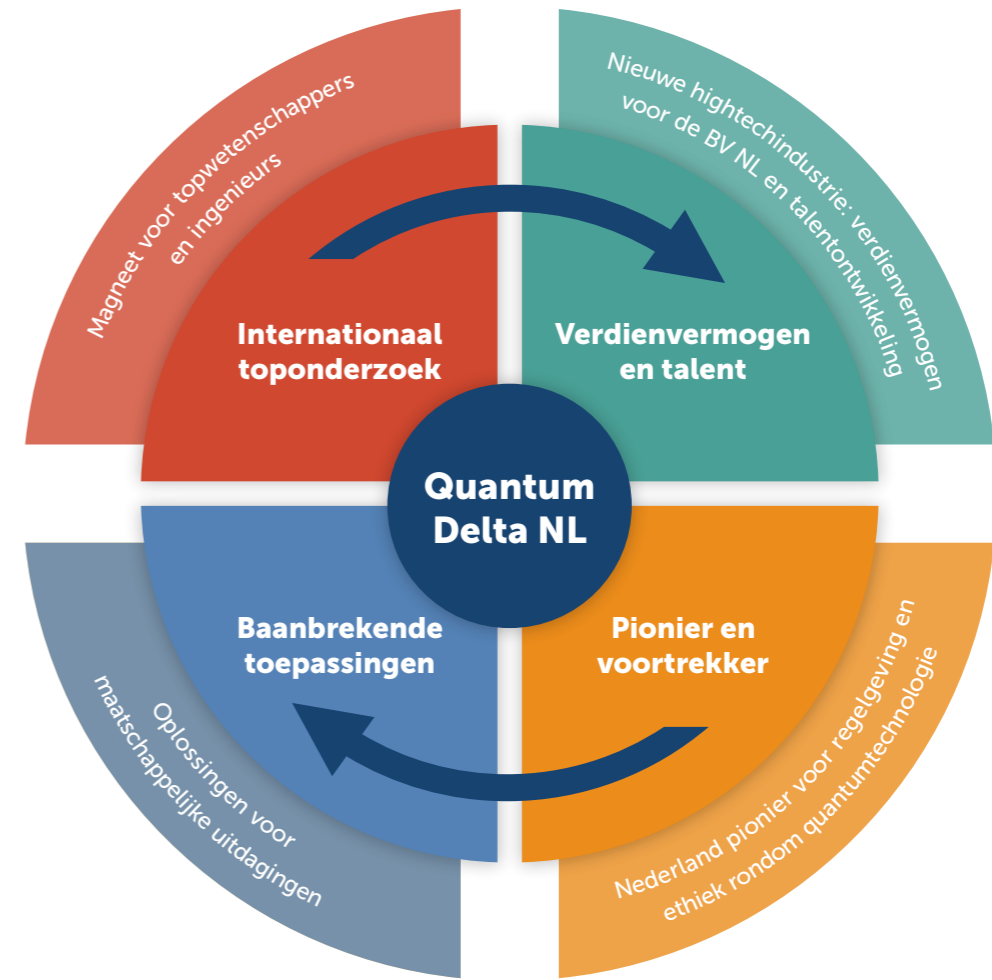 Magneet voor topwetenschappers
en ingenieurs
Internationaal
toponderzoek
Nieuwe hightechindustrie: verdienvermogen
voor de BV NL en talentontwikkeling
Verdienvermogen
en talent
Quantum
Delta NL
Baanbrekende
toepassingen
Oplossingen voor
maatschappelijke uitdagingen
Pionier en
voortrekker
Nederland pionier voor regelgeving en
ethiek rondom quantumtechnologie